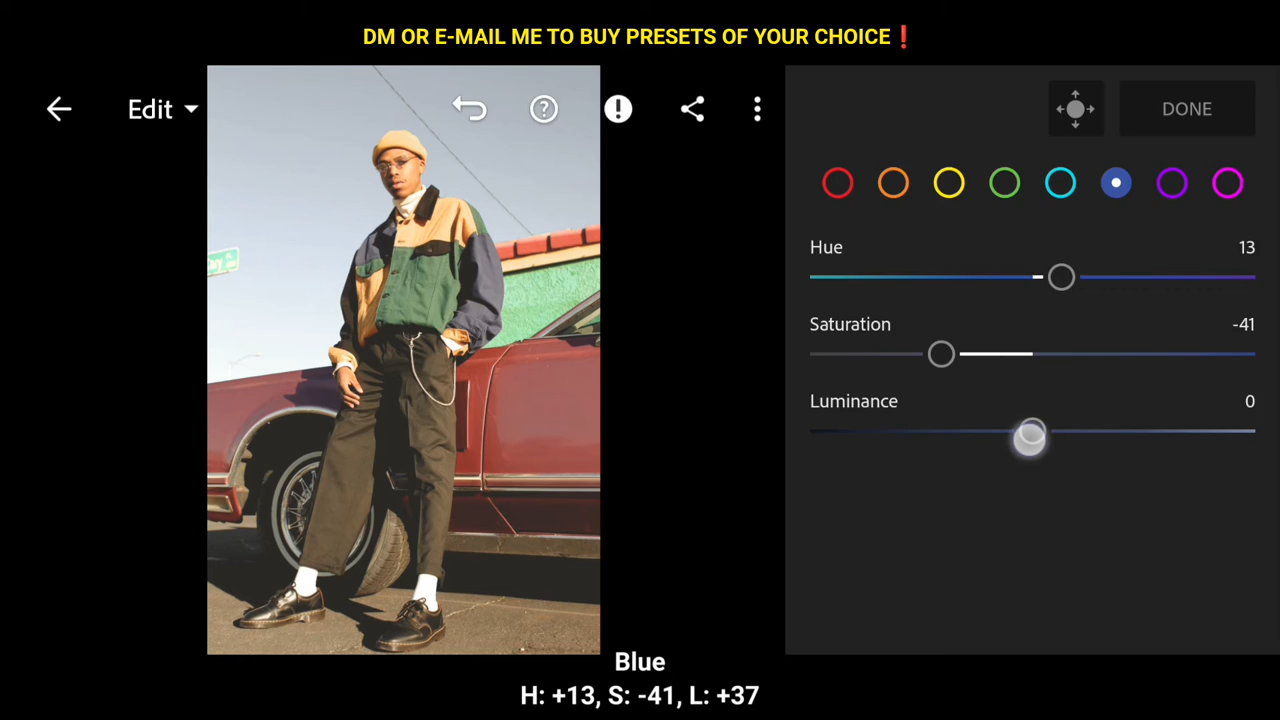 DM OR E-MAIL ME TO BUY PRESETS OF YOUR CHOICE❗
Edit
DONE
Hue 13
Saturation -41
Luminance 0
Blue
H: +13, S: -41, L: +37